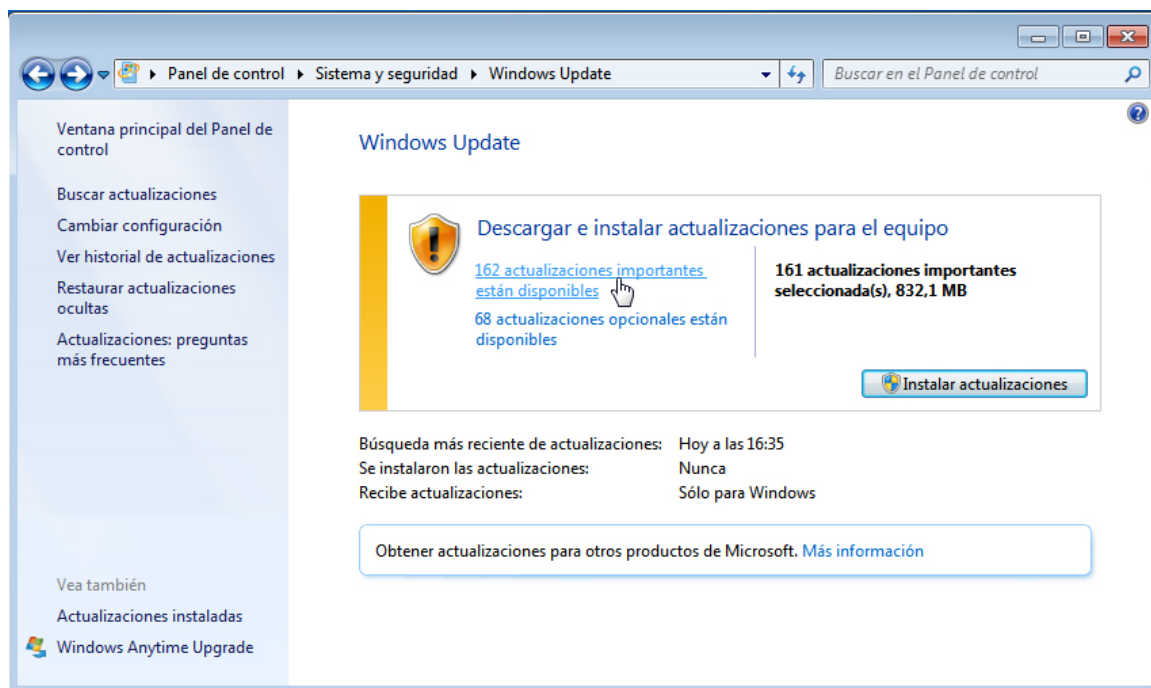 Panel de control ▸ Sistema y seguridad ▸ Windows Update
Buscar en el Panel de control
Ventana principal del Panel de
control
Buscar actualizaciones
Cambiar configuración
Ver historial de actualizaciones
Restaurar actualizaciones
ocultas
Actualizaciones: preguntas
más frecuentes
Vea también
Actualizaciones instaladas
Windows Anytime Upgrade
Windows Update
Descargar e instalar actualizaciones para el equipo
162 actualizaciones importantes
están disponibles
68 actualizaciones opcionales están
disponibles
161 actualizaciones importantes
seleccionada(s), 832,1 MB
Instalar actualizaciones
Búsqueda más reciente de actualizaciones: Hoy a las 16:35
Se instalaron las actualizaciones: Nunca
Recibe actualizaciones: Sólo para Windows
Obtener actualizaciones para otros productos de Microsoft. Más información